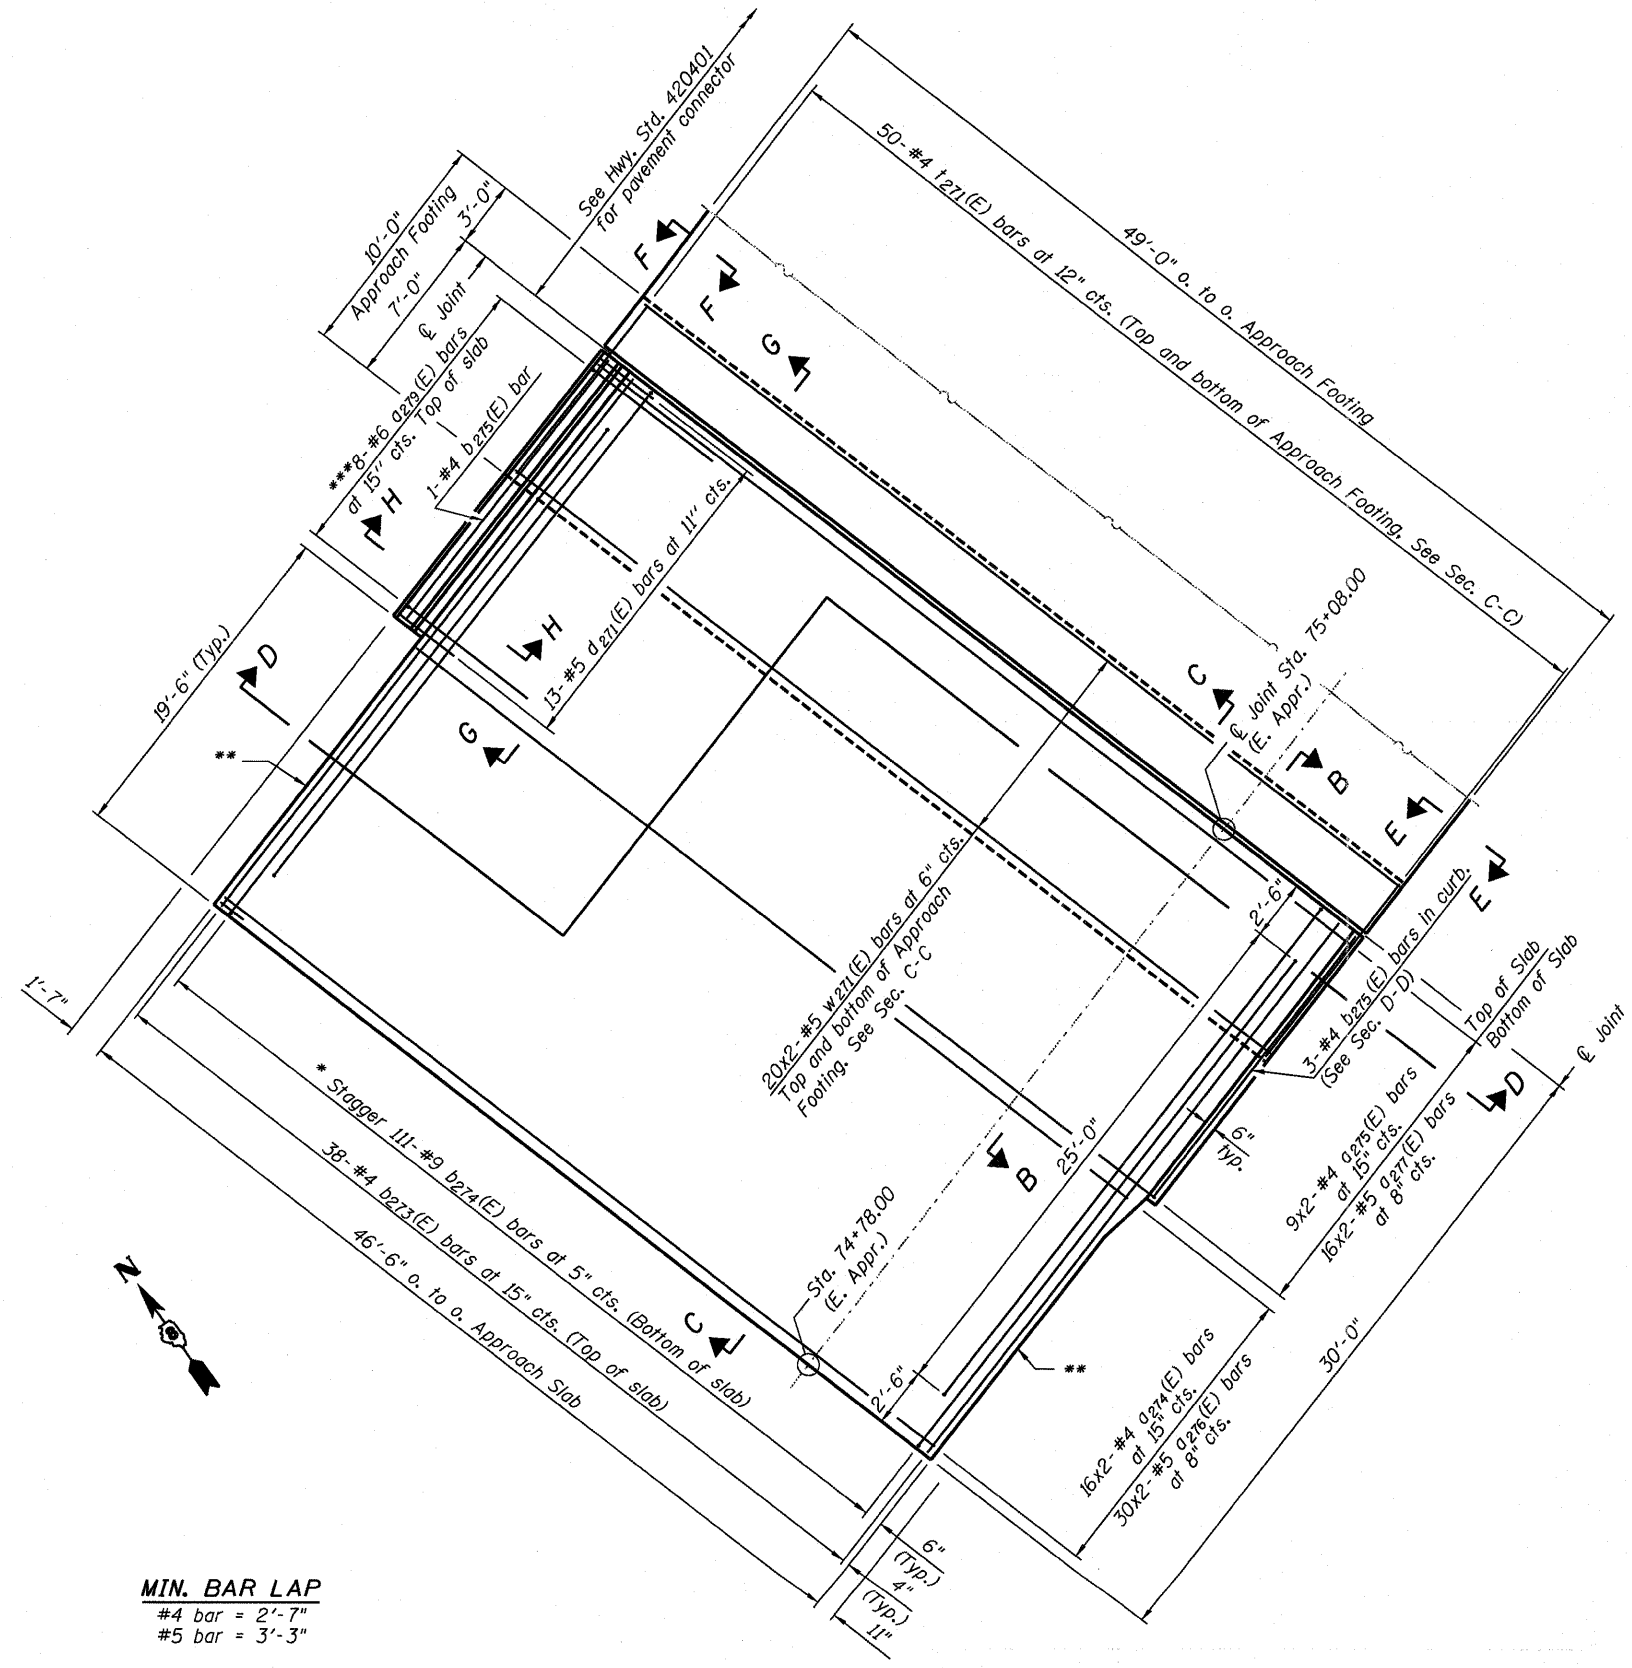 See Hwy. Std. 420401
for pavement connector
10'-0"
Approach Footing
3'-0"
7'-0"
℄ Joint
***8-#6 a279(E) bars
at 15" cts. Top of slab
1-#4 b275(E) bar
50-#4 t271(E) bars at 12" cts. (Top and bottom of Approach Footing. See Sec. C-C)
49'-0" o. to o. Approach Footing
F
F
G
H
H
13-#5 d271(E) bars at 11" cts.
19'-6" (Typ.)
D
**
G
C
℄ Joint Sta. 75+08.00
(E. Appr.)
B
E
E
2'-6"
20x2-#5 w271(E) bars at 6" cts.
Top and bottom of Approach
Footing. See Sec. C-C
3-#4 b275(E) bars in curb.
(See Sec. D-D)
Top of Slab
Bottom of Slab
℄ Joint
D
9x2-#4 a275(E) bars
at 15" cts.
16x2-#5 a277(E) bars
at 8" cts.
6"
typ.
25'-0"
B
1'-7"
* Stagger 111-#9 b274(E) bars at 5" cts. (Bottom of slab)
38-#4 b273(E) bars at 15" cts. (Top of slab)
46'-6" o. to o. Approach Slab
Sta. 74+78.00
(E. Appr.)
C
2'-6"
**
16x2-#4 a274(E) bars
at 15" cts.
30x2-#5 a276(E) bars
at 8" cts.
30'-0"
N
6"
(Typ.)
4"
(Typ.)
11"
MIN. BAR LAP
#4 bar = 2'-7"
#5 bar = 3'-3"